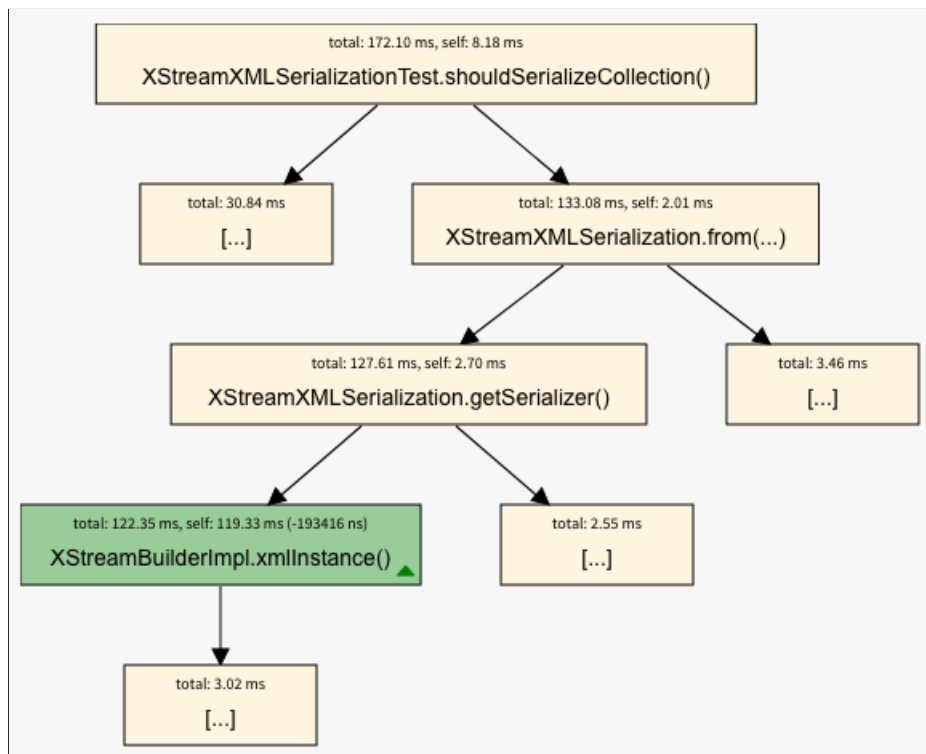 total: 172.10 ms, self: 8.18 ms
XStreamXMLSerializationTest.shouldSerializeCollection()
total: 30.84 ms
[...]
total: 133.08 ms, self: 2.01 ms
XStreamXMLSerialization.from(...)
total: 127.61 ms, self: 2.70 ms
XStreamXMLSerialization.getSerializer()
total: 3.46 ms
[...]
total: 122.35 ms, self: 119.33 ms (-193416 ns)
XStreamBuilderImpl.xmlInstance()
total: 2.55 ms
[...]
total: 3.02 ms
[...]